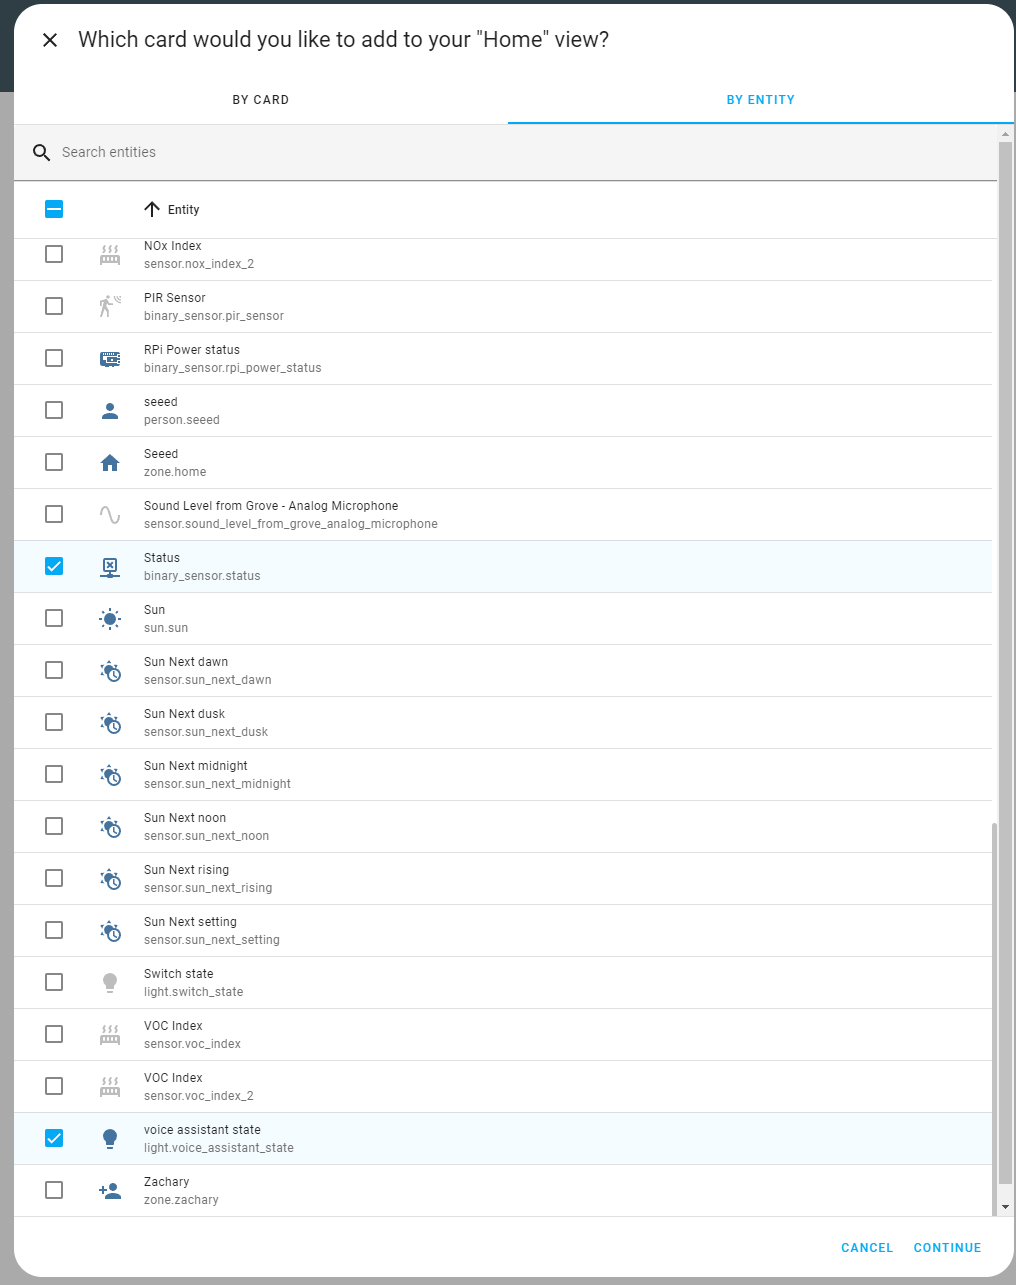 Which card would you like to add to your "Home" view?
BY CARD
BY ENTITY
Search entities
Entity
NOx Index
sensor.nox_index_2
PIR Sensor
binary_sensor.pir_sensor
RPi Power status
binary_sensor.rpi_power_status
seeed
person.seeed
Seeed
zone.home
Sound Level from Grove - Analog Microphone
sensor.sound_level_from_grove_analog_microphone
Status
binary_sensor.status
Sun
sun.sun
Sun Next dawn
sensor.sun_next_dawn
Sun Next dusk
sensor.sun_next_dusk
Sun Next midnight
sensor.sun_next_midnight
Sun Next noon
sensor.sun_next_noon
Sun Next rising
sensor.sun_next_rising
Sun Next setting
sensor.sun_next_setting
Switch state
light.switch_state
VOC Index
sensor.voc_index
VOC Index
sensor.voc_index_2
voice assistant state
light.voice_assistant_state
Zachary
zone.zachary
CANCEL
CONTINUE